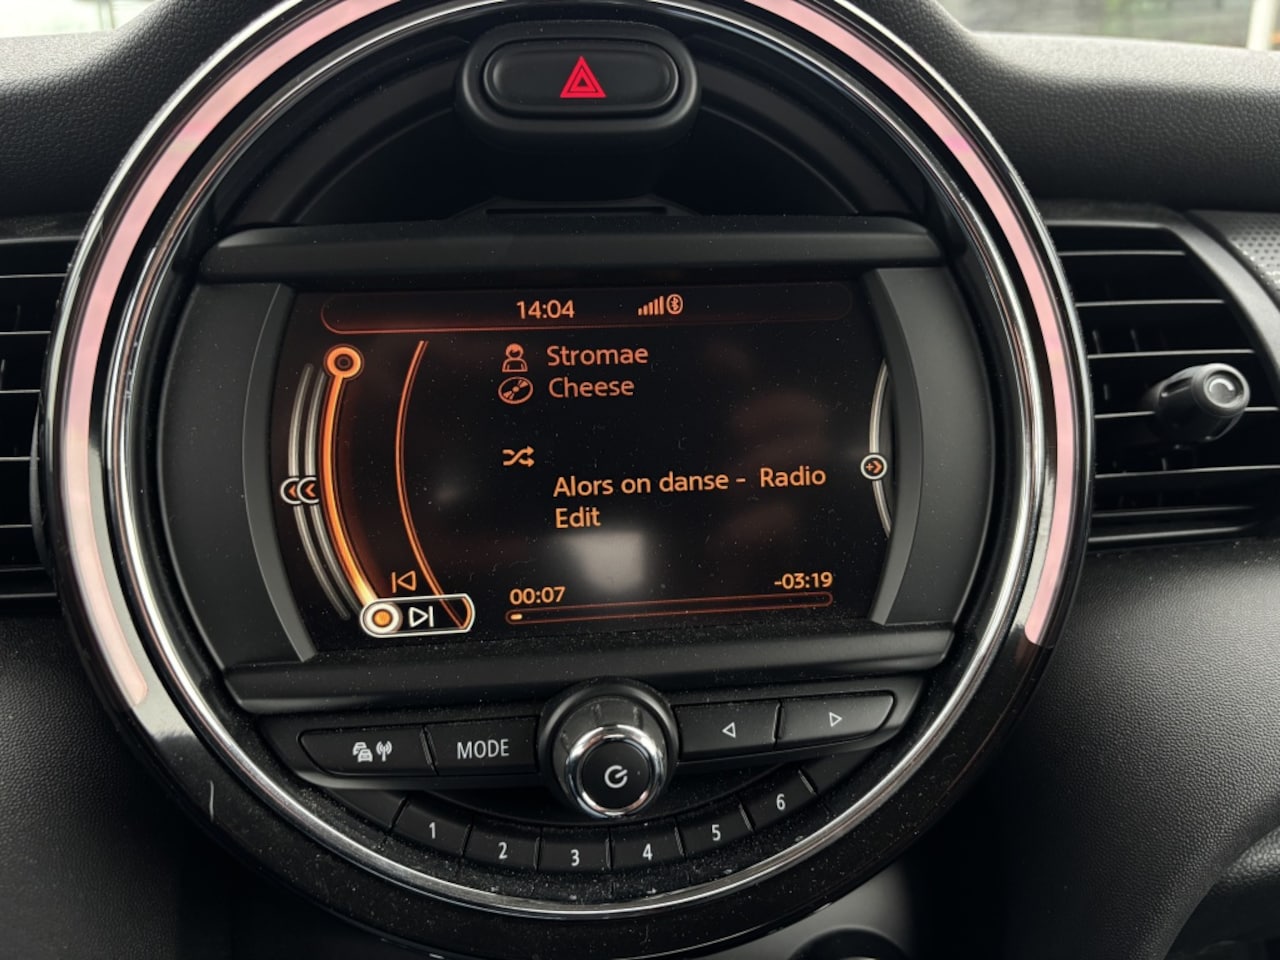 14:04
Stromae
Cheese
Alors on danse - Radio
Edit
00:07 -03:19
MODE
1 2 3 4 5 6